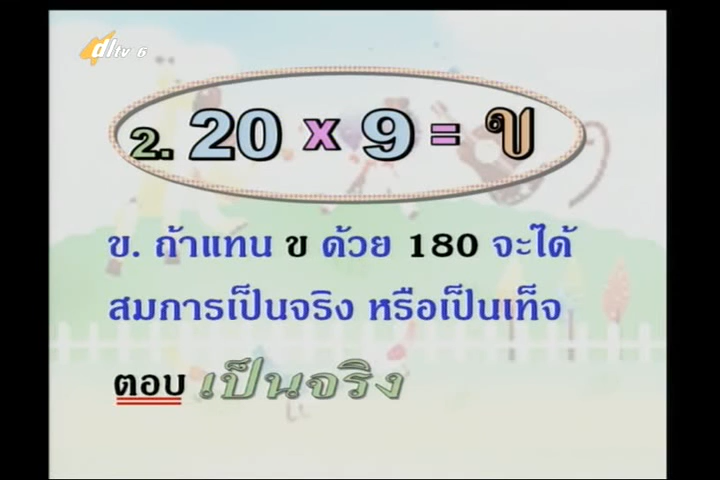 dltv 6
2. 20 x 9 = ข
ข. ถ้าแทน ข ด้วย 180 จะได้
สมการเป็นจริง หรือเป็นเท็จ
ตอบ เป็นจริง